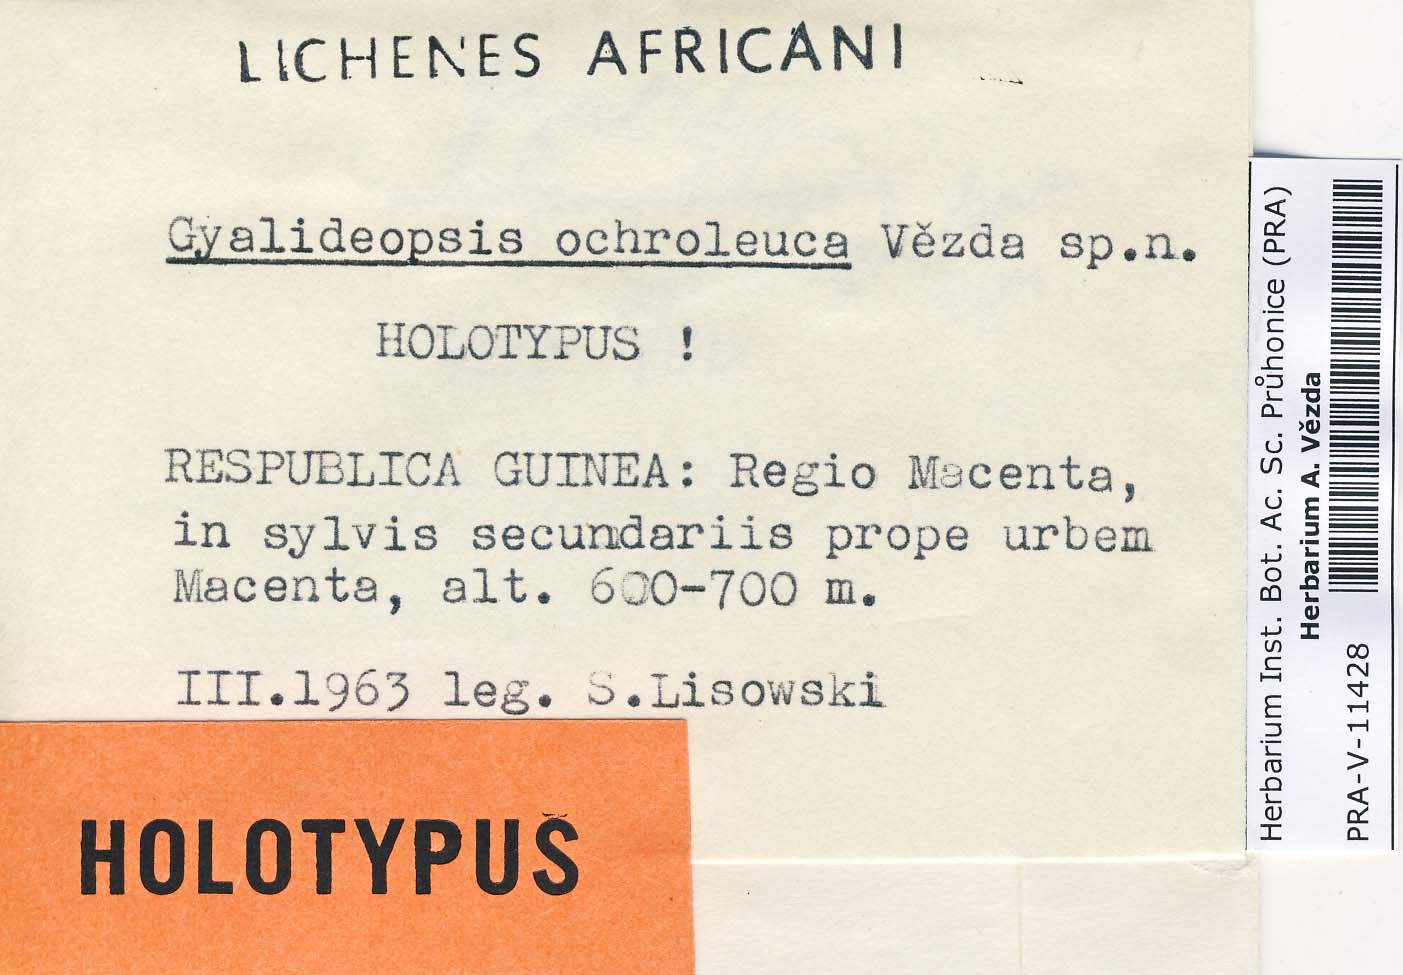 LICHENES AFRICANI
Gyalideopsis ochroleuca Vězda sp.n.
HOLOTYPUS !
RESPUBLICA GUINEA: Regio Macenta,
in sylvis secundariis prope urbem
Macenta, alt. 600-700 m.
III.1963 leg. S.Lisowski
HOLOTYPUS
Herbarium Inst. Bot. Ac. Sc. Průhonice (PRA)
Herbarium A. Vězda
PRA-V-11428